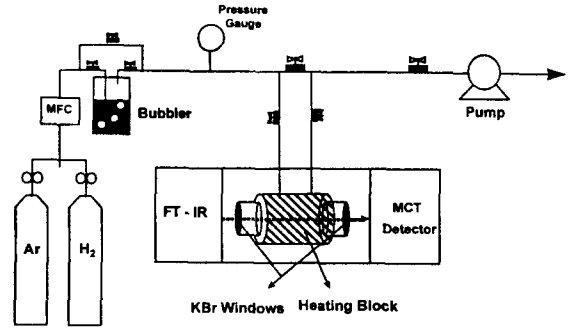 Pressure
Gauge
MFC
Bubbler
Pump
FT - IR
MCT
Detector
Ar
H2
KBr Windows
Heating Block